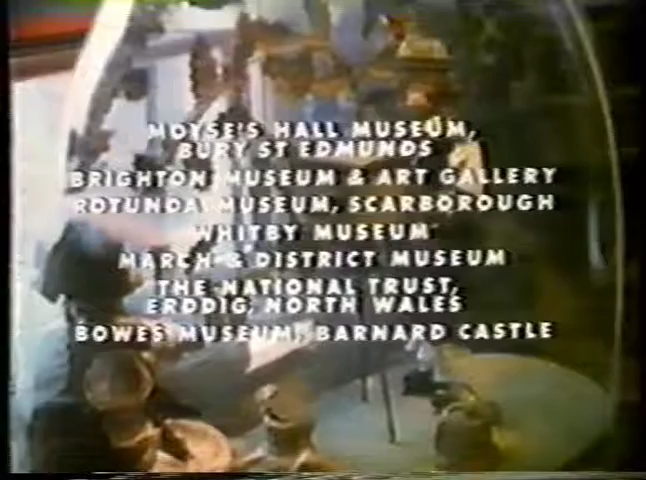 MOYSE'S HALL MUSEUM,
BURY ST EDMUNDS
BRIGHTON MUSEUM & ART GALLERY
ROTUNDA MUSEUM, SCARBOROUGH
WHITBY MUSEUM
MARCH & DISTRICT MUSEUM
THE NATIONAL TRUST,
ERDDIG, NORTH WALES
BOWES MUSEUM, BARNARD CASTLE